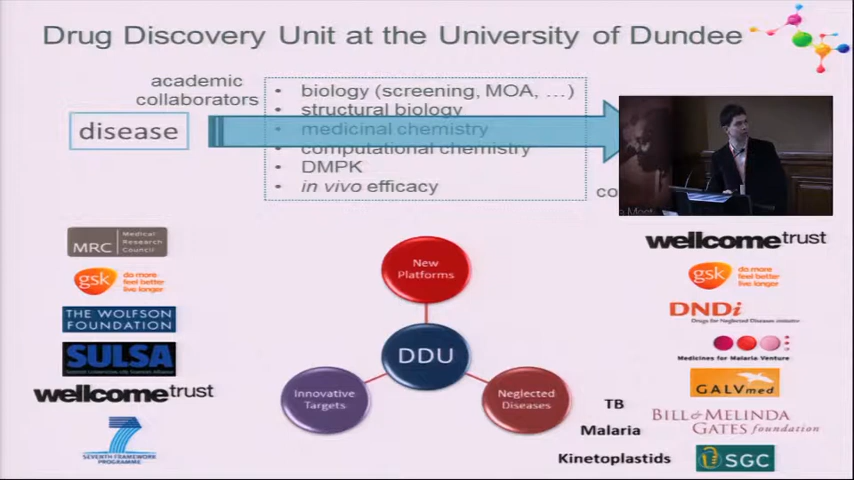 Drug Discovery Unit at the University of Dundee
academic
collaborators
disease
• biology (screening, MOA, …)
• structural biology
• medicinal chemistry
• computational chemistry
• DMPK
• in vivo efficacy
co
MRC Medical
Research
Council
gsk do more
feel better
live longer
THE WOLFSON
FOUNDATION
SULSA
wellcometrust
7
SEVENTH FRAMEWORK
PROGRAMME
New
Platforms
DDU
Innovative
Targets
Neglected
Diseases
TB
Malaria
Kinetoplastids
wellcometrust
gsk do more
feel better
live longer
DNDi
Drugs for Neglected Diseases initiative
Medicines for Malaria Venture
GALVmed
BILL & MELINDA
GATES foundation
SGC